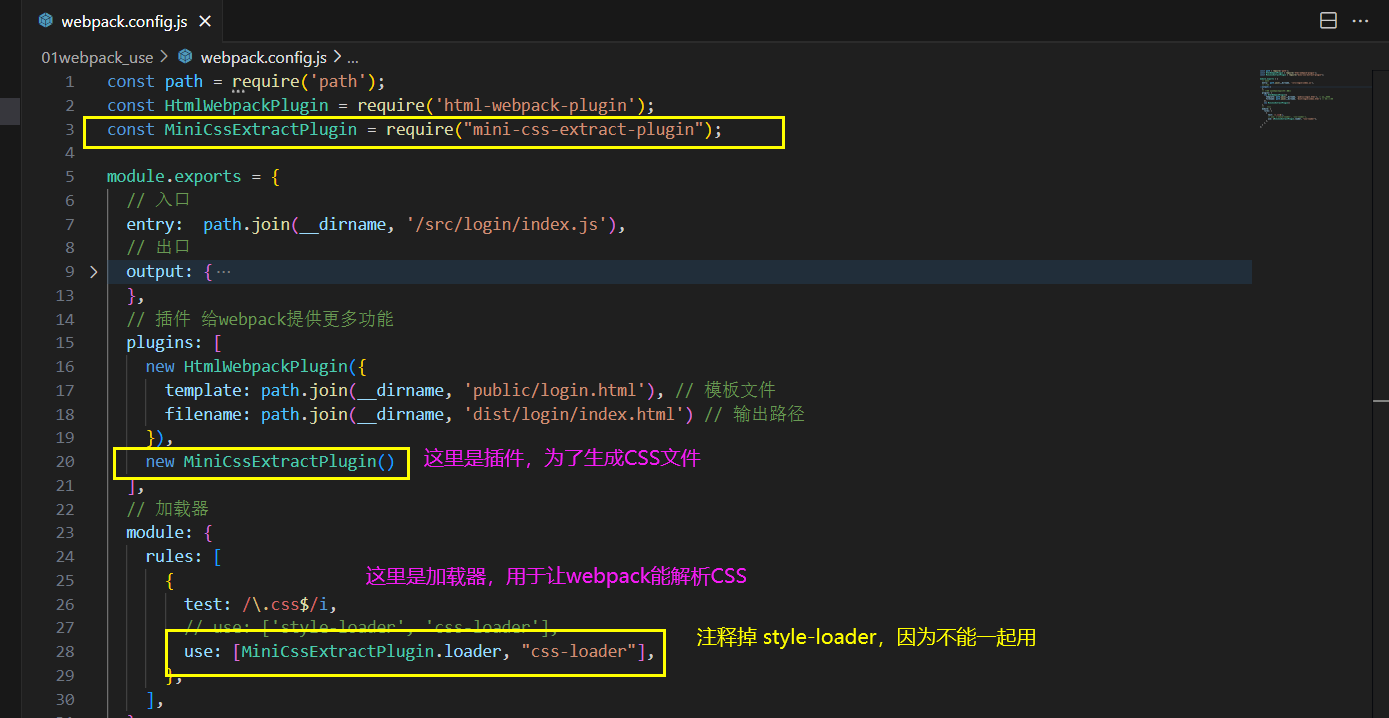 webpack.config.js
01webpack_use > webpack.config.js > ...
1 const path = require('path');
2 const HtmlWebpackPlugin = require('html-webpack-plugin');
3 const MiniCssExtractPlugin = require("mini-css-extract-plugin");
4
5 module.exports = {
6 // 入口
7 entry:  path.join(__dirname, '/src/login/index.js'),
8 // 出口
9 output: {…
13 },
14 // 插件 给webpack提供更多功能
15 plugins: [
16 new HtmlWebpackPlugin({
17 template: path.join(__dirname, 'public/login.html'), // 模板文件
18 filename: path.join(__dirname, 'dist/login/index.html') // 输出路径
19 }),
20 new MiniCssExtractPlugin() 这里是插件，为了生成CSS文件
21 ],
22 // 加载器
23 module: {
24 rules: [
25 { 这里是加载器，用于让webpack能解析CSS
26 test: /\.css$/i,
27 // use: ['style-loader', 'css-loader'],
28 use: [MiniCssExtractPlugin.loader, "css-loader"], 注释掉 style-loader，因为不能一起用
29 },
30 ],